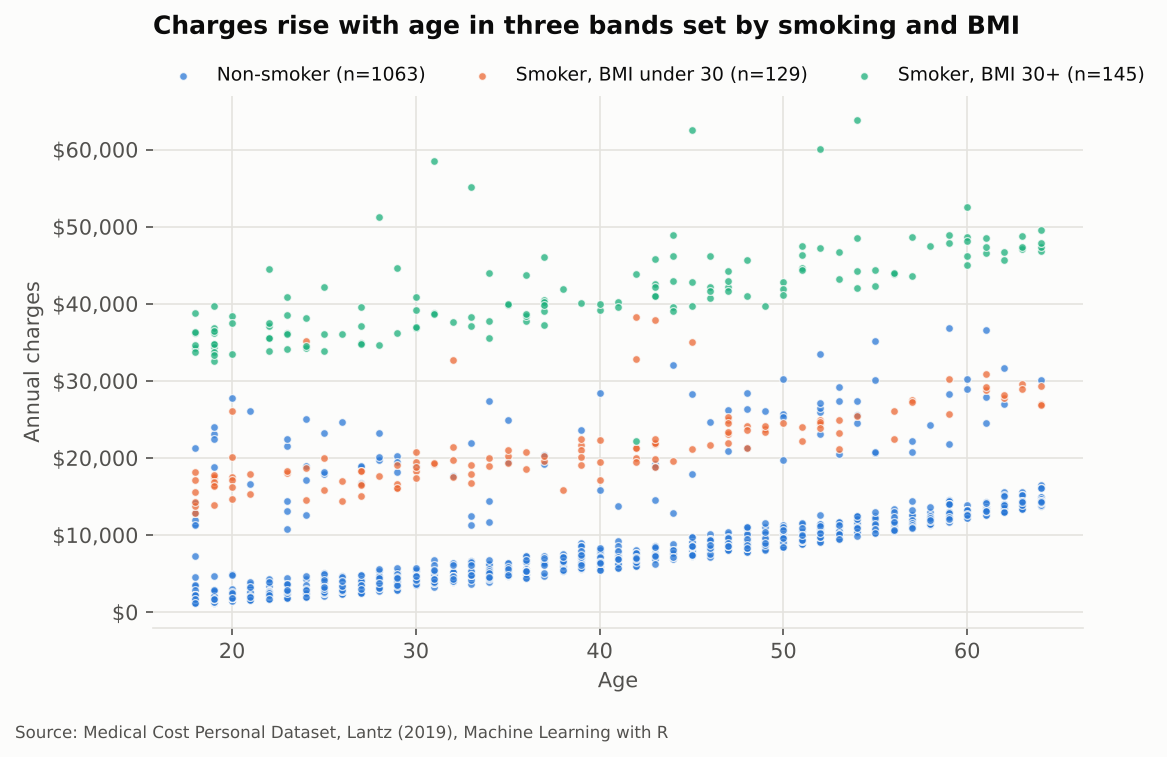 Charges rise with age in three bands set by smoking and BMI
Non-smoker (n=1063) Smoker, BMI under 30 (n=129) Smoker, BMI 30+ (n=145)
$60,000
$50,000
$40,000
$30,000
$20,000
$10,000
$0
Annual charges
20 30 40 50 60
Age
Source: Medical Cost Personal Dataset, Lantz (2019), Machine Learning with R